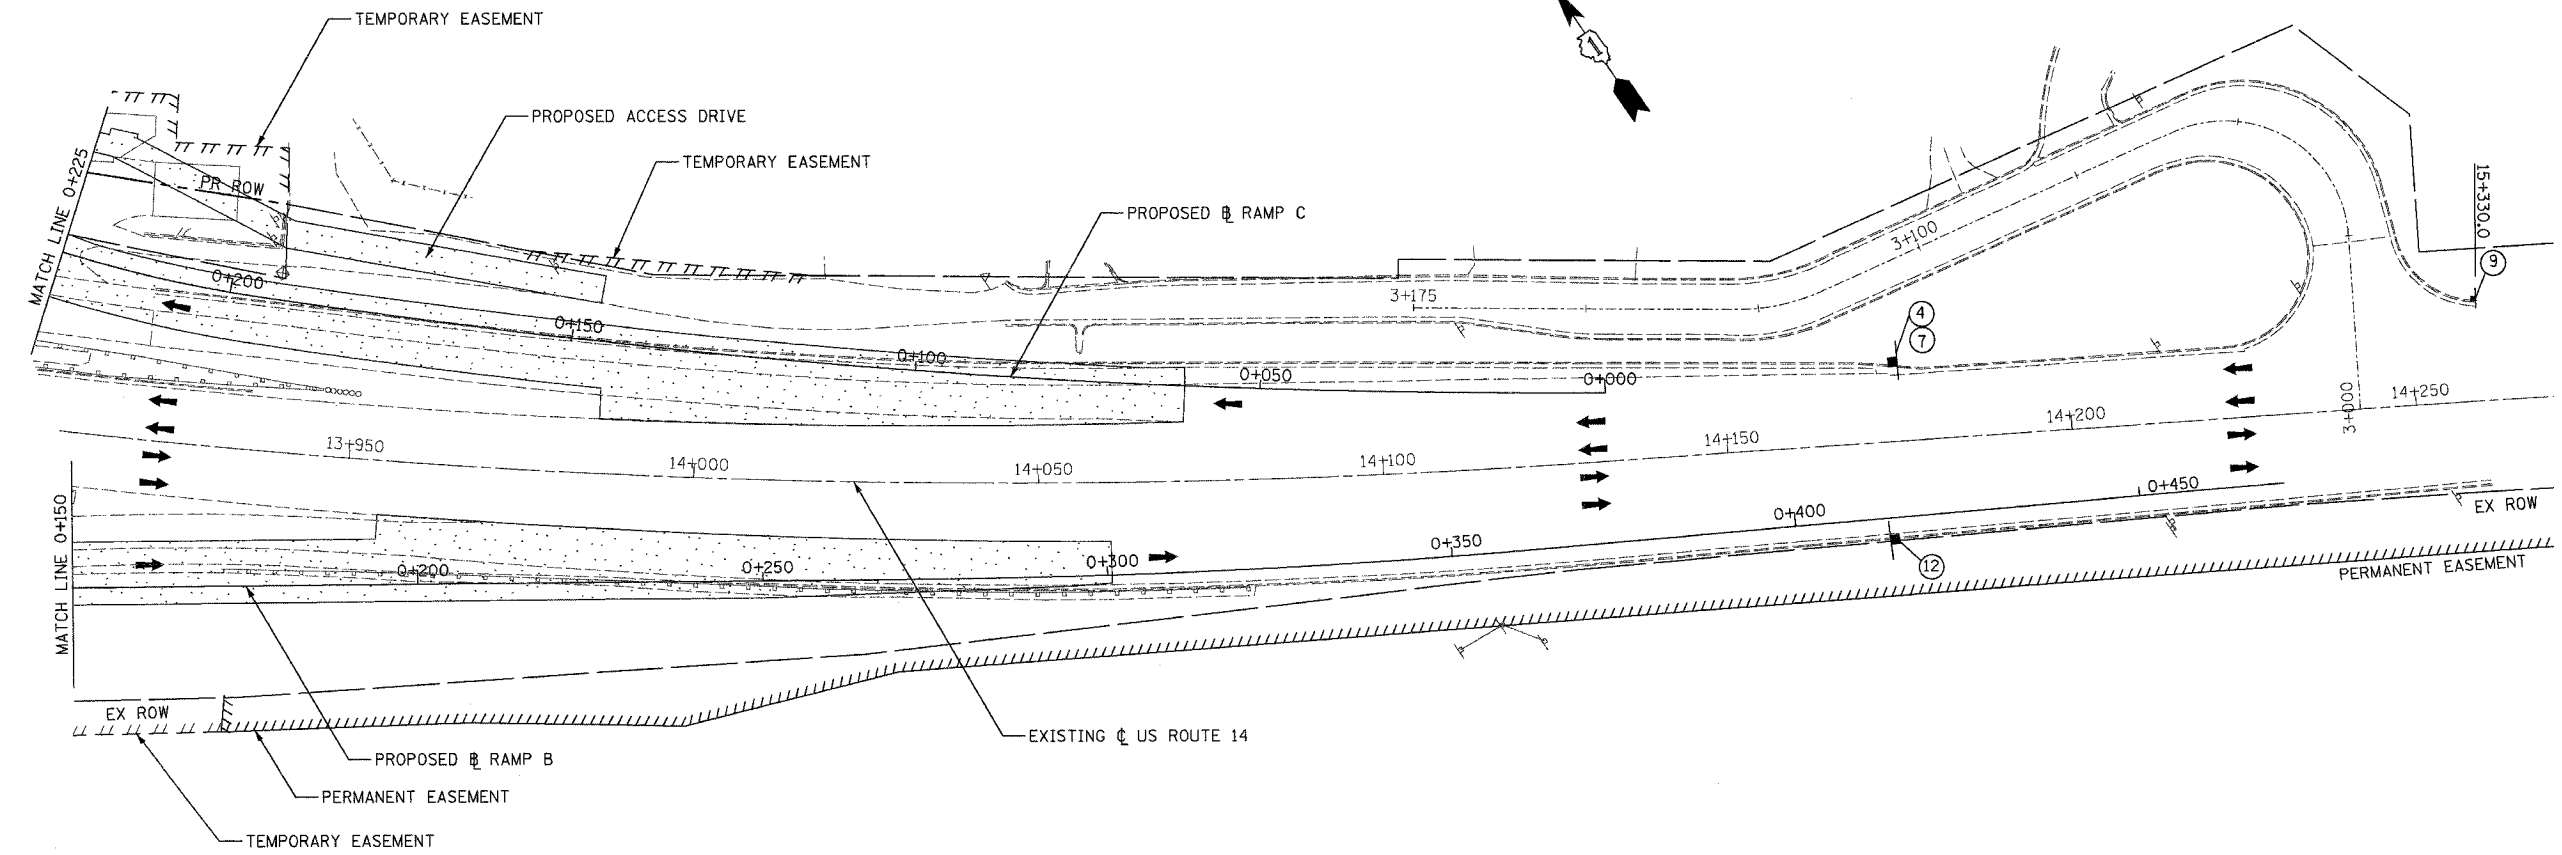 TEMPORARY EASEMENT
PROPOSED ACCESS DRIVE
TEMPORARY EASEMENT
1
PROPOSED ⅊ RAMP C
MATCH LINE 0+225
PR ROW
15+330.0
9
3+100
3+175
0+200
0+150
0+100
0+050
0+000
4
7
13+950
14+000
14+050
14+100
14+150
14+200
3+000
14+250
MATCH LINE 0+150
0+200
0+250
0+300
0+350
0+400
0+450
12
EX ROW
PERMANENT EASEMENT
EX ROW
EXISTING ℄ US ROUTE 14
PROPOSED ⅊ RAMP B
PERMANENT EASEMENT
TEMPORARY EASEMENT